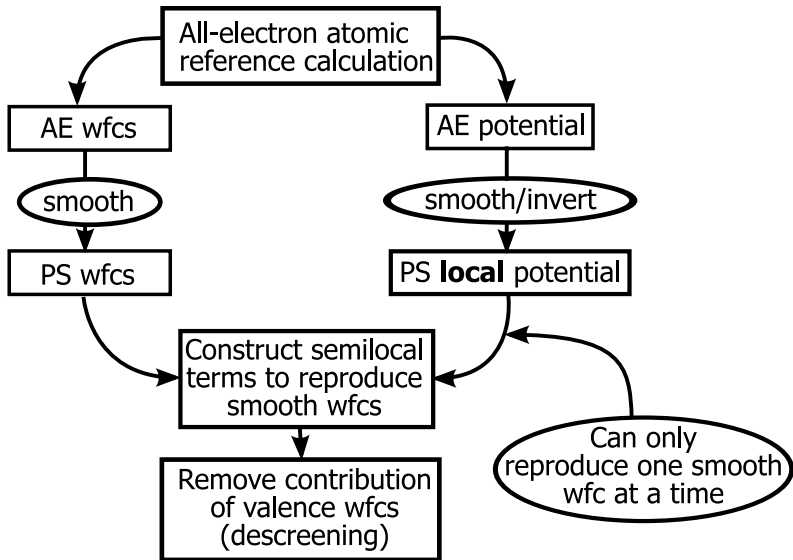 All-electron atomic
reference calculation
AE wfcs
AE potential
smooth
smooth/invert
PS wfcs
PS local potential
Construct semilocal
terms to reproduce
smooth wfcs
Can only
reproduce one smooth
wfc at a time
Remove contribution
of valence wfcs
(descreening)